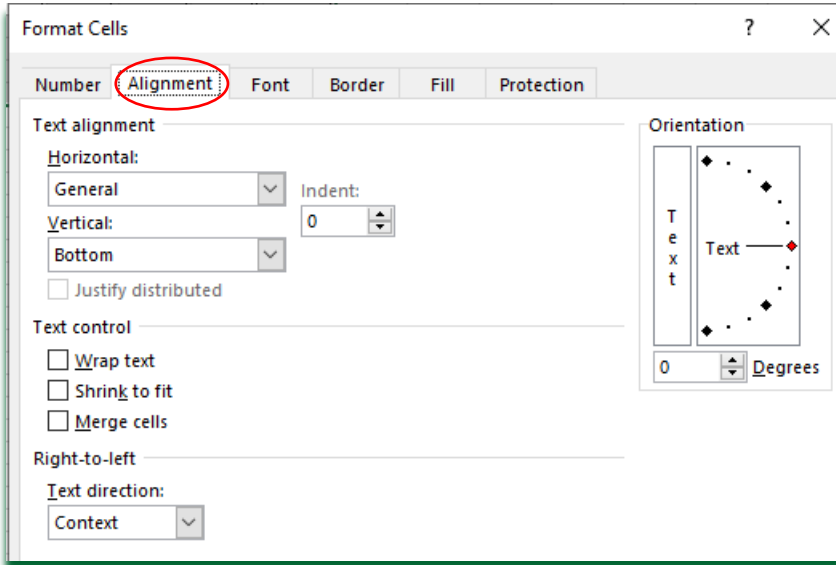 Format Cells ?
Number Alignment Font Border Fill Protection
Text alignment
Horizontal:
General
Indent:
0
Vertical:
Bottom
Justify distributed
Text control
Wrap text
Shrink to fit
Merge cells
Right-to-left
Text direction:
Context
Orientation
Text
Text
0 Degrees